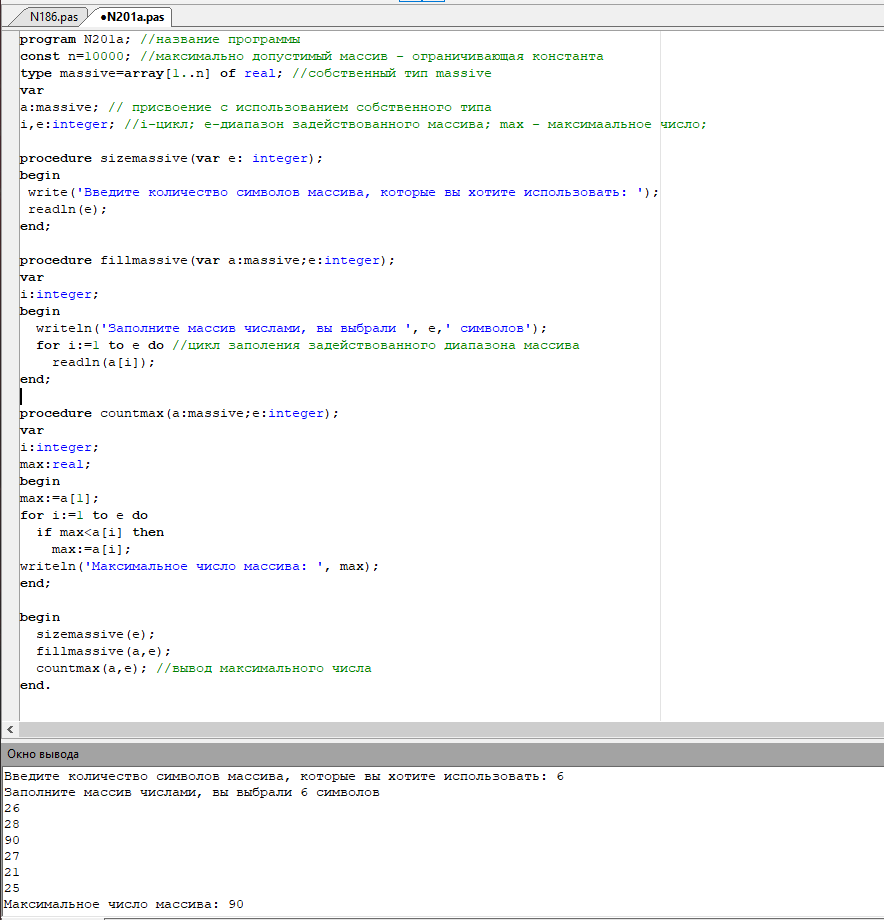 N186.pas •N201a.pas
program N201a; //название программы
const n=10000; //максимально допустимый массив - ограничивающая константа
type massive=array[1..n] of real; //собственный тип massive
var
a:massive; // присвоение с использованием собственного типа
i,e:integer; //i-цикл; e-диапазон задействованного массива; max - максимаальное число;

procedure sizemassive(var e: integer);
begin
 write('Введите количество символов массива, которые вы хотите использовать: ');
 readln(e);
end;

procedure fillmassive(var a:massive;e:integer);
var
i:integer;
begin
  writeln('Заполните массив числами, вы выбрали ', e,' символов');
  for i:=1 to e do //цикл заполения задействованного диапазона массива
    readln(a[i]);
end;

procedure countmax(a:massive;e:integer);
var
i:integer;
max:real;
begin
max:=a[1];
for i:=1 to e do
  if max<a[i] then
    max:=a[i];
writeln('Максимальное число массива: ', max);
end;

begin
  sizemassive(e);
  fillmassive(a,e);
  countmax(a,e); //вывод максимального числа
end.
Окно вывода
Введите количество символов массива, которые вы хотите использовать: 6
Заполните массив числами, вы выбрали 6 символов
26
28
90
27
21
25
Максимальное число массива: 90